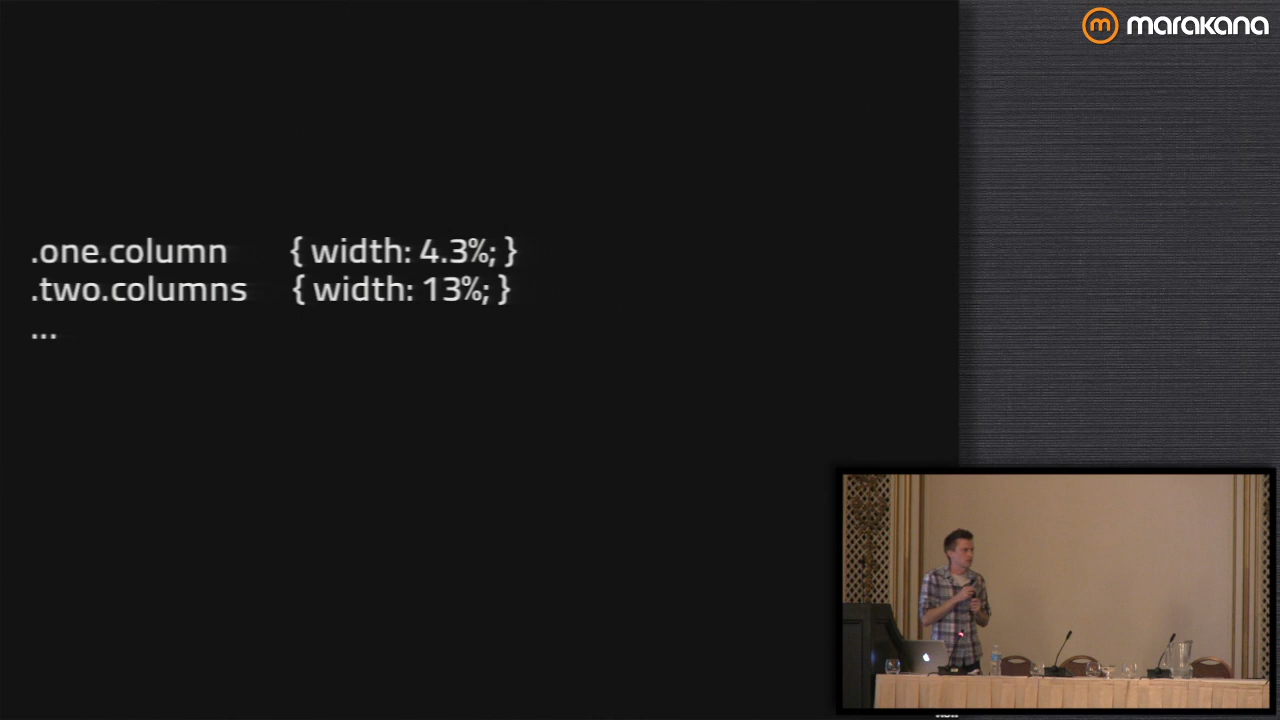 marakana
.one.column { width: 4.3%; }
.two.columns { width: 13%; }
...